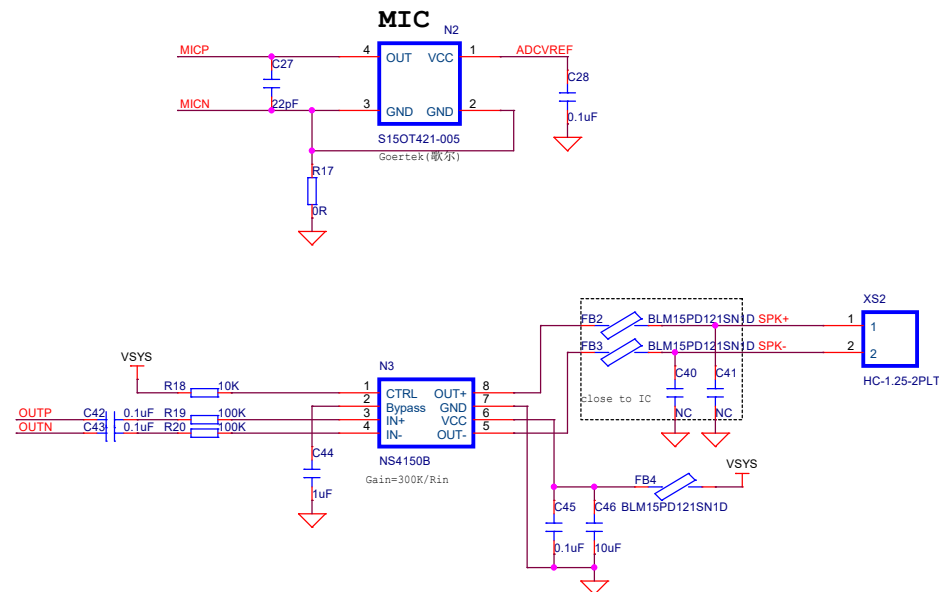 MIC
N2
MICP
4
OUT
VCC
1
ADCVREF
C27
22pF
C28
0.1uF
MICN
3
GND
GND
2
S15OT421-005
Goertek(歌尔)
R17
0R
XS2
FB2
BLM15PD121SN1D
SPK+
1
1
FB3
BLM15PD121SN1D
SPK-
2
2
HC-1.25-2PLT
C40
C41
close to IC
NC
NC
VSYS
N3
R18
10K
1
CTRL
OUT+
8
2
Bypass
GND
7
OUTP
C42
0.1uF
R19
100K
3
IN+
VCC
6
OUTN
C43
0.1uF
R20
100K
4
IN-
OUT-
5
NS4150B
Gain=300K/Rin
C44
1uF
VSYS
FB4
BLM15PD121SN1D
C45
C46
0.1uF
10uF